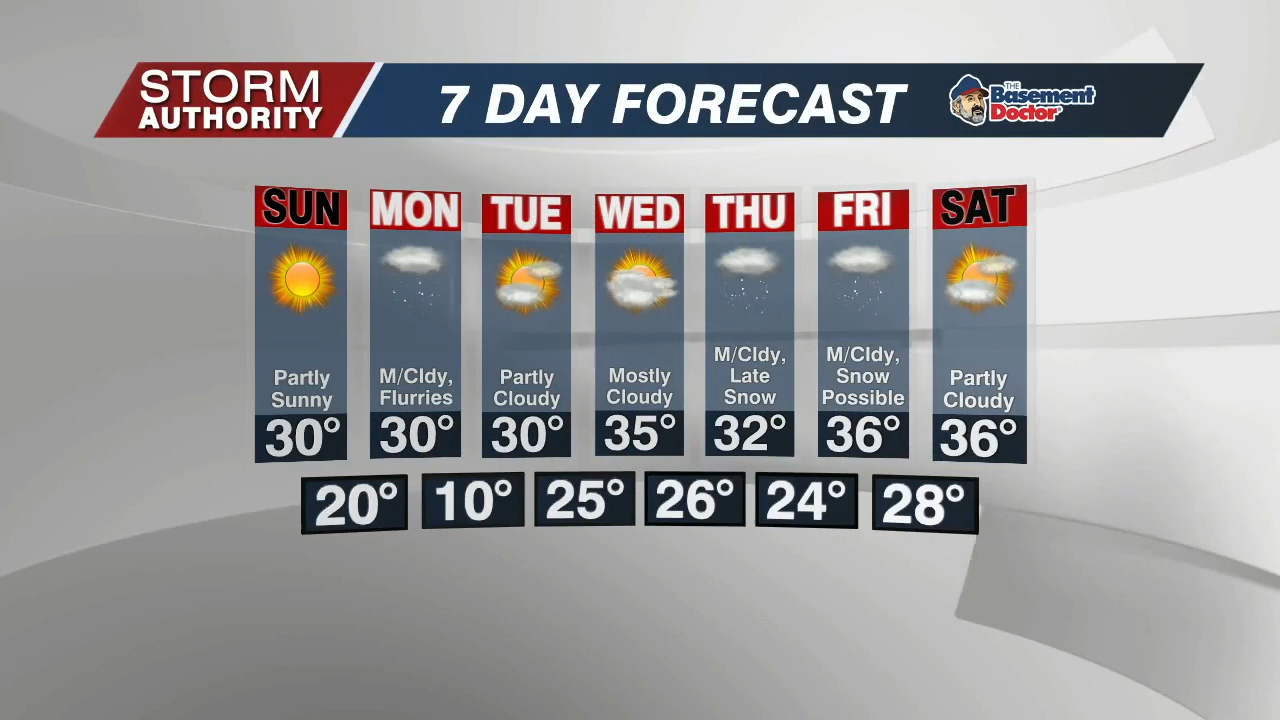 STORM
AUTHORITY
7 DAY FORECAST
THE
Basement
Doctor
SUN
MON
TUE
WED
THU
FRI
SAT
Partly
Sunny
30°
M/Cldy,
Flurries
30°
Partly
Cloudy
30°
Mostly
Cloudy
35°
M/Cldy,
Late
Snow
32°
M/Cldy,
Snow
Possible
36°
Partly
Cloudy
36°
20°
10°
25°
26°
24°
28°